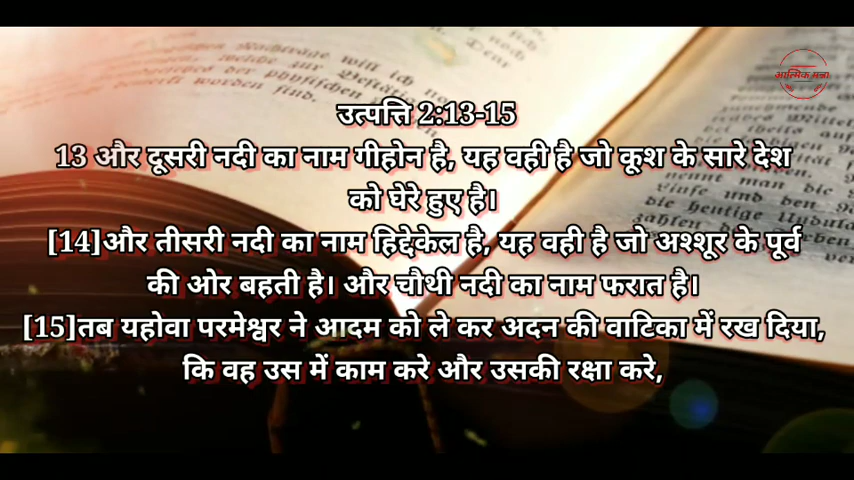 आत्मिक मन्ना
उत्पत्ति 2:13-15
13 और दूसरी नदी का नाम गीहोन है, यह वही है जो कूश के सारे देश
को घेरे हुए है।
[14]और तीसरी नदी का नाम हिद्देकेल है, यह वही है जो अश्शूर के पूर्व
की ओर बहती है। और चौथी नदी का नाम फरात है।
[15]तब यहोवा परमेश्वर ने आदम को ले कर अदन की वाटिका में रख दिया,
कि वह उस में काम करे और उसकी रक्षा करे,